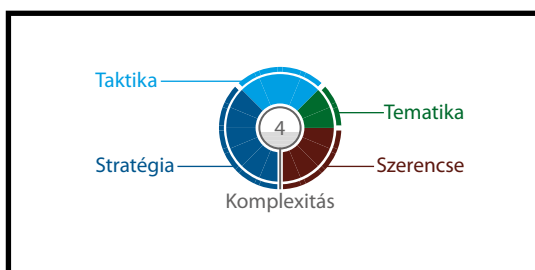 Taktika
Tematika
4
Stratégia
Szerencse
Komplexitás